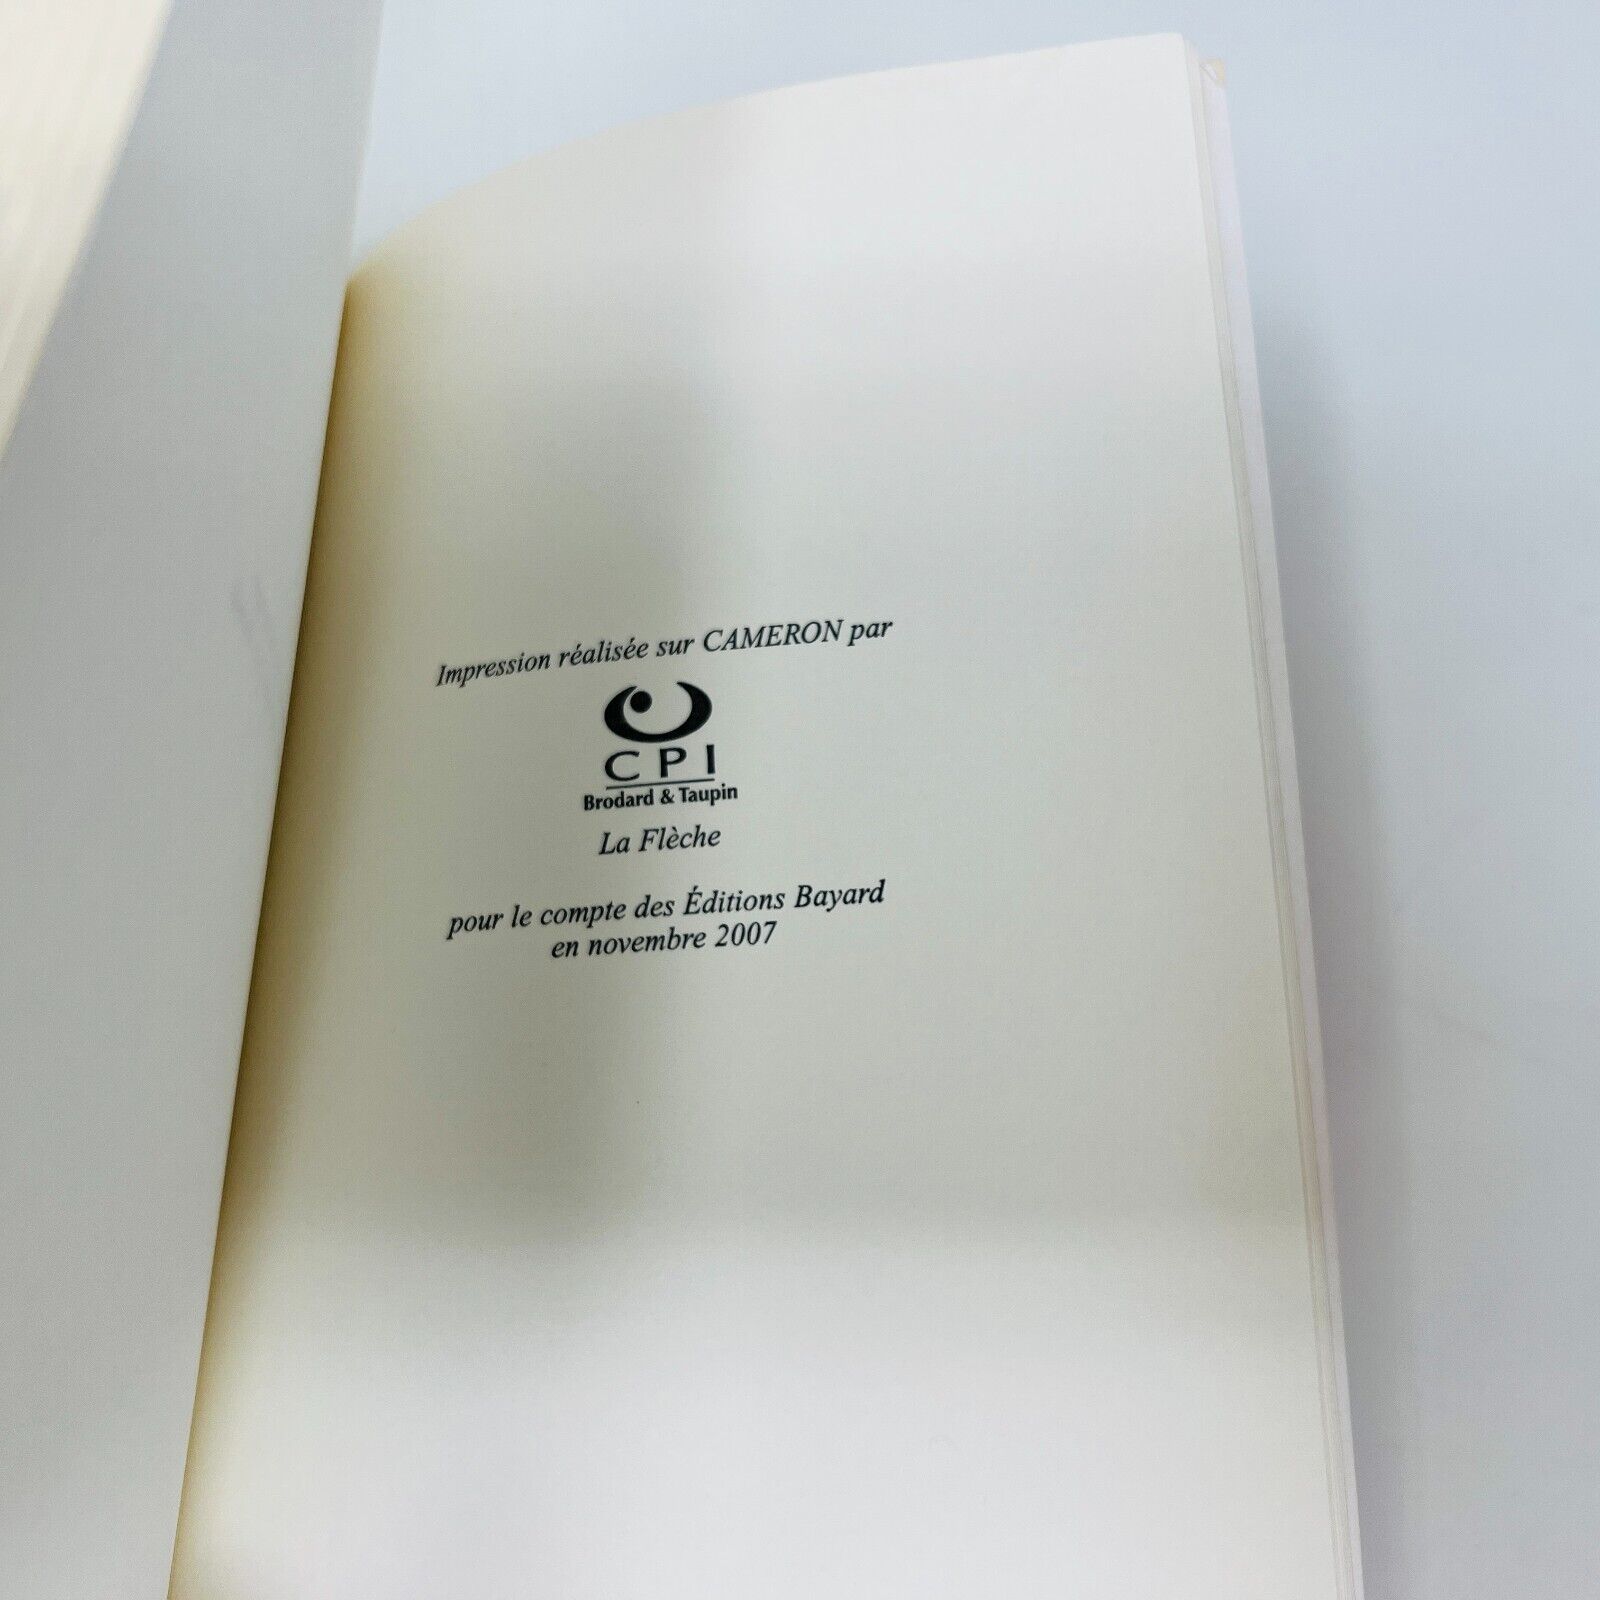 Impression réalisée sur CAMERON par
CPI
Brodard & Taupin
La Flèche
pour le compte des Éditions Bayard
en novembre 2007